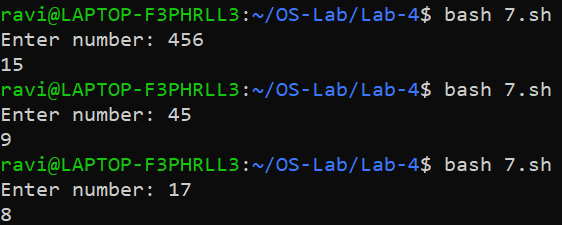 ravi@LAPTOP-F3PHRLL3:~/OS-Lab/Lab-4$ bash 7.sh
Enter number: 456
15
ravi@LAPTOP-F3PHRLL3:~/OS-Lab/Lab-4$ bash 7.sh
Enter number: 45
9
ravi@LAPTOP-F3PHRLL3:~/OS-Lab/Lab-4$ bash 7.sh
Enter number: 17
8